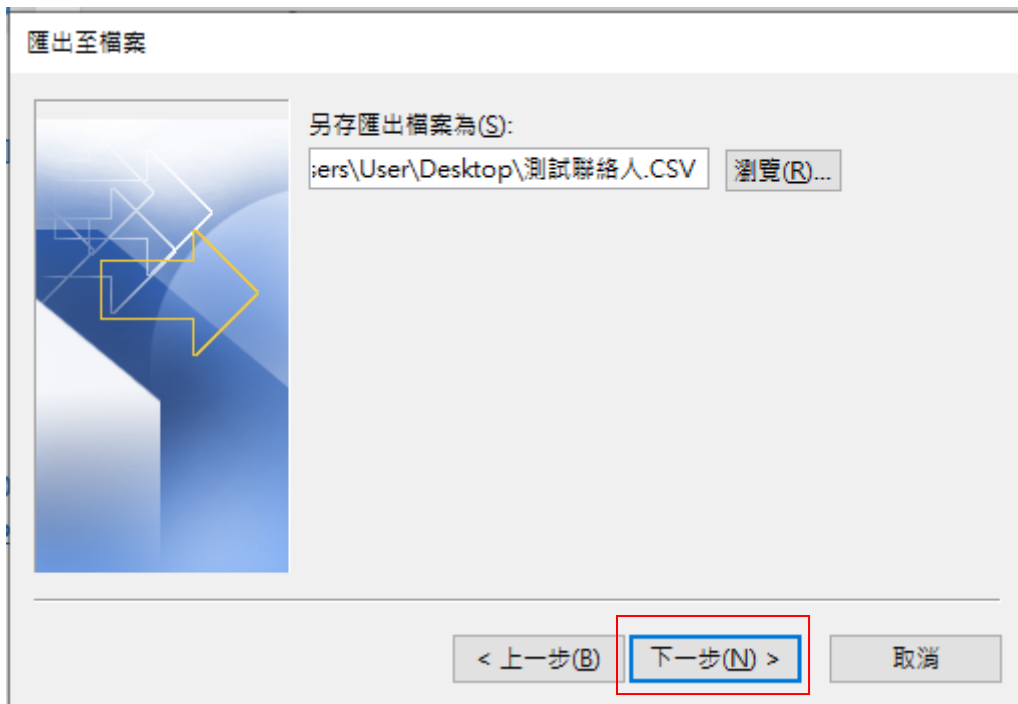 匯出至檔案
另存匯出檔案為(S):
sers\User\Desktop\測試聯絡人.CSV
瀏覽(R)...
< 上一步(B)
下一步(N) >
取消